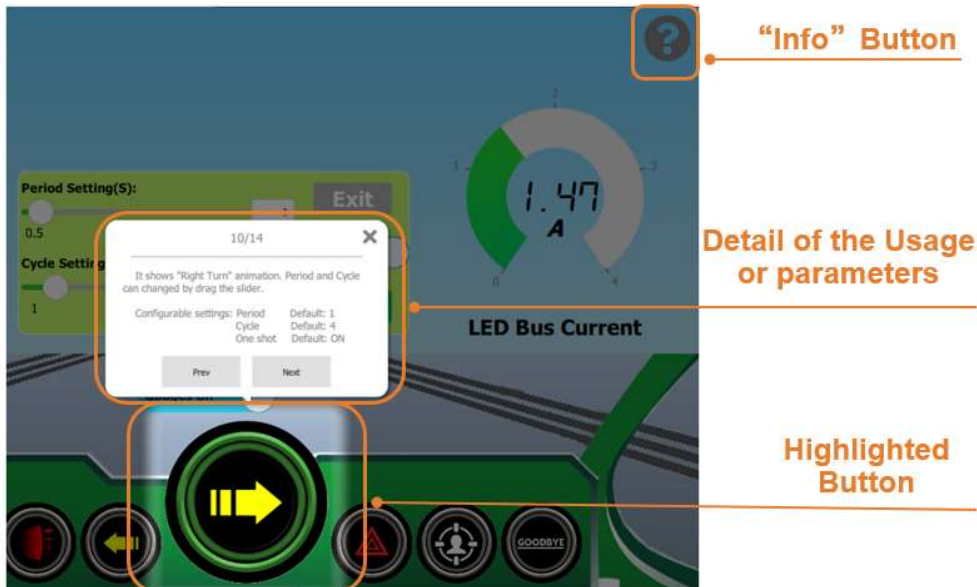 “Info” Button
?
2
1
3
1.47
A
0
4
LED Bus Current
Period Setting(S):
Exit
0.5
Cycle Setting
1
10/14
It shows "Right Turn" animation. Period and Cycle
can changed by drag the slider.
Configurable settings: Period Default: 1
Cycle Default: 4
One shot Default: ON
Prev
Next
Detail of the Usage
or parameters
Highlighted
Button
GOODBYE